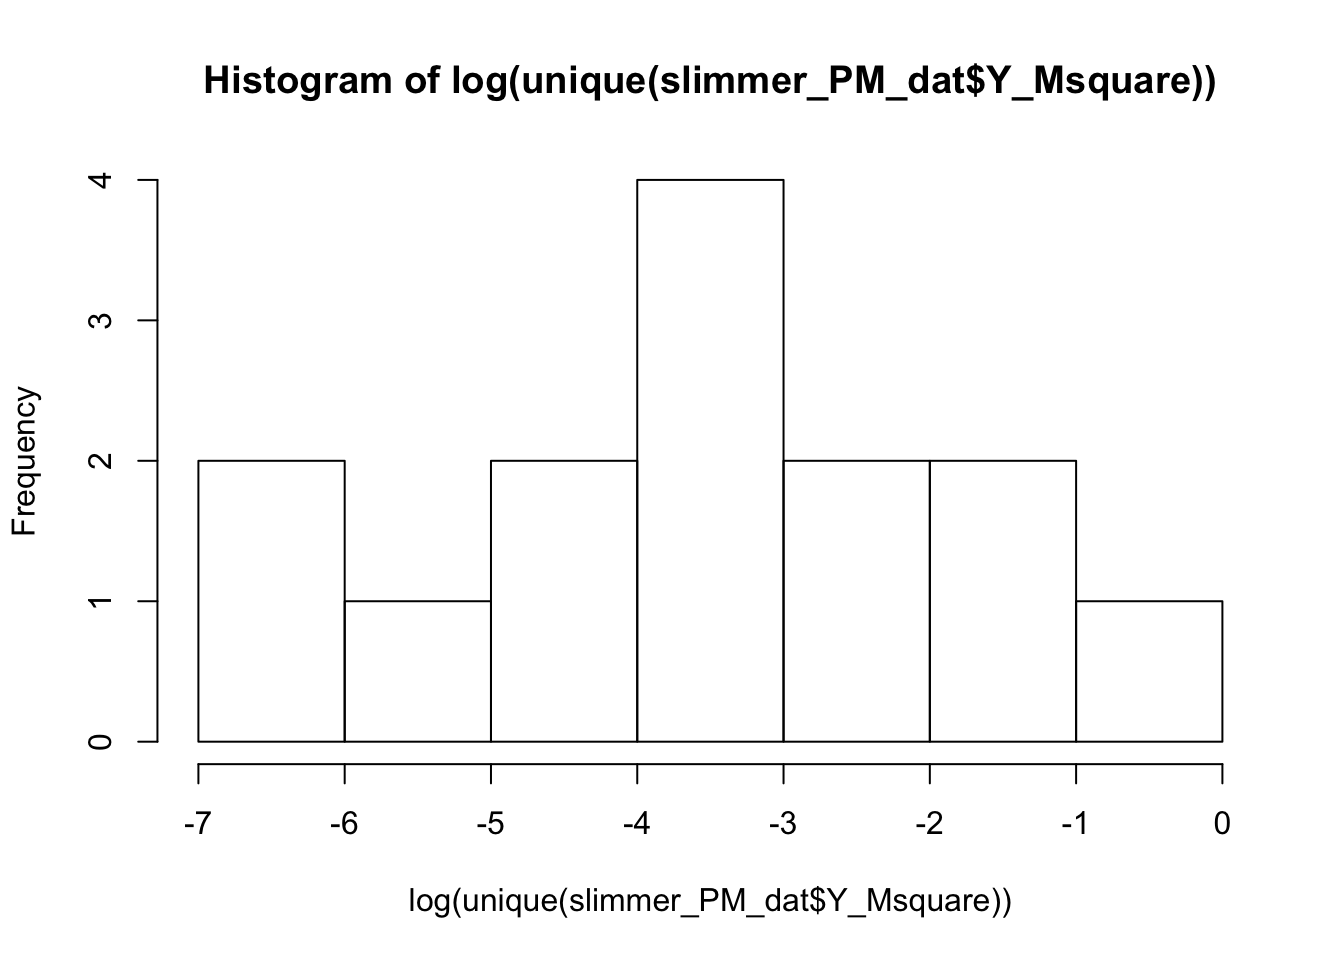 Histogram of log(unique(slimmer_PM_dat$Y_Msquare))
Frequency
4
3
2
1
0
-7 -6 -5 -4 -3 -2 -1 0
log(unique(slimmer_PM_dat$Y_Msquare))